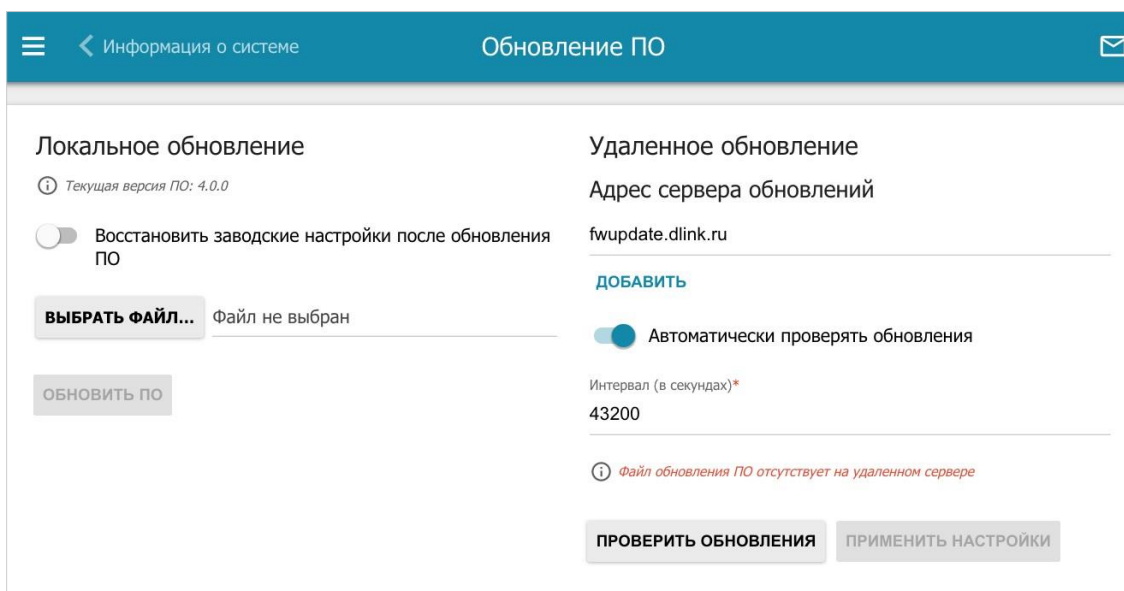 Информация о системе
Обновление ПО
Локальное обновление
Текущая версия ПО: 4.0.0
Восстановить заводские настройки после обновления
ПО
ВЫБРАТЬ ФАЙЛ... Файл не выбран
ОБНОВИТЬ ПО
Удаленное обновление
Адрес сервера обновлений
fwupdate.dlink.ru
ДОБАВИТЬ
Автоматически проверять обновления
Интервал (в секундах)*
43200
Файл обновления ПО отсутствует на удаленном сервере
ПРОВЕРИТЬ ОБНОВЛЕНИЯ ПРИМЕНИТЬ НАСТРОЙКИ